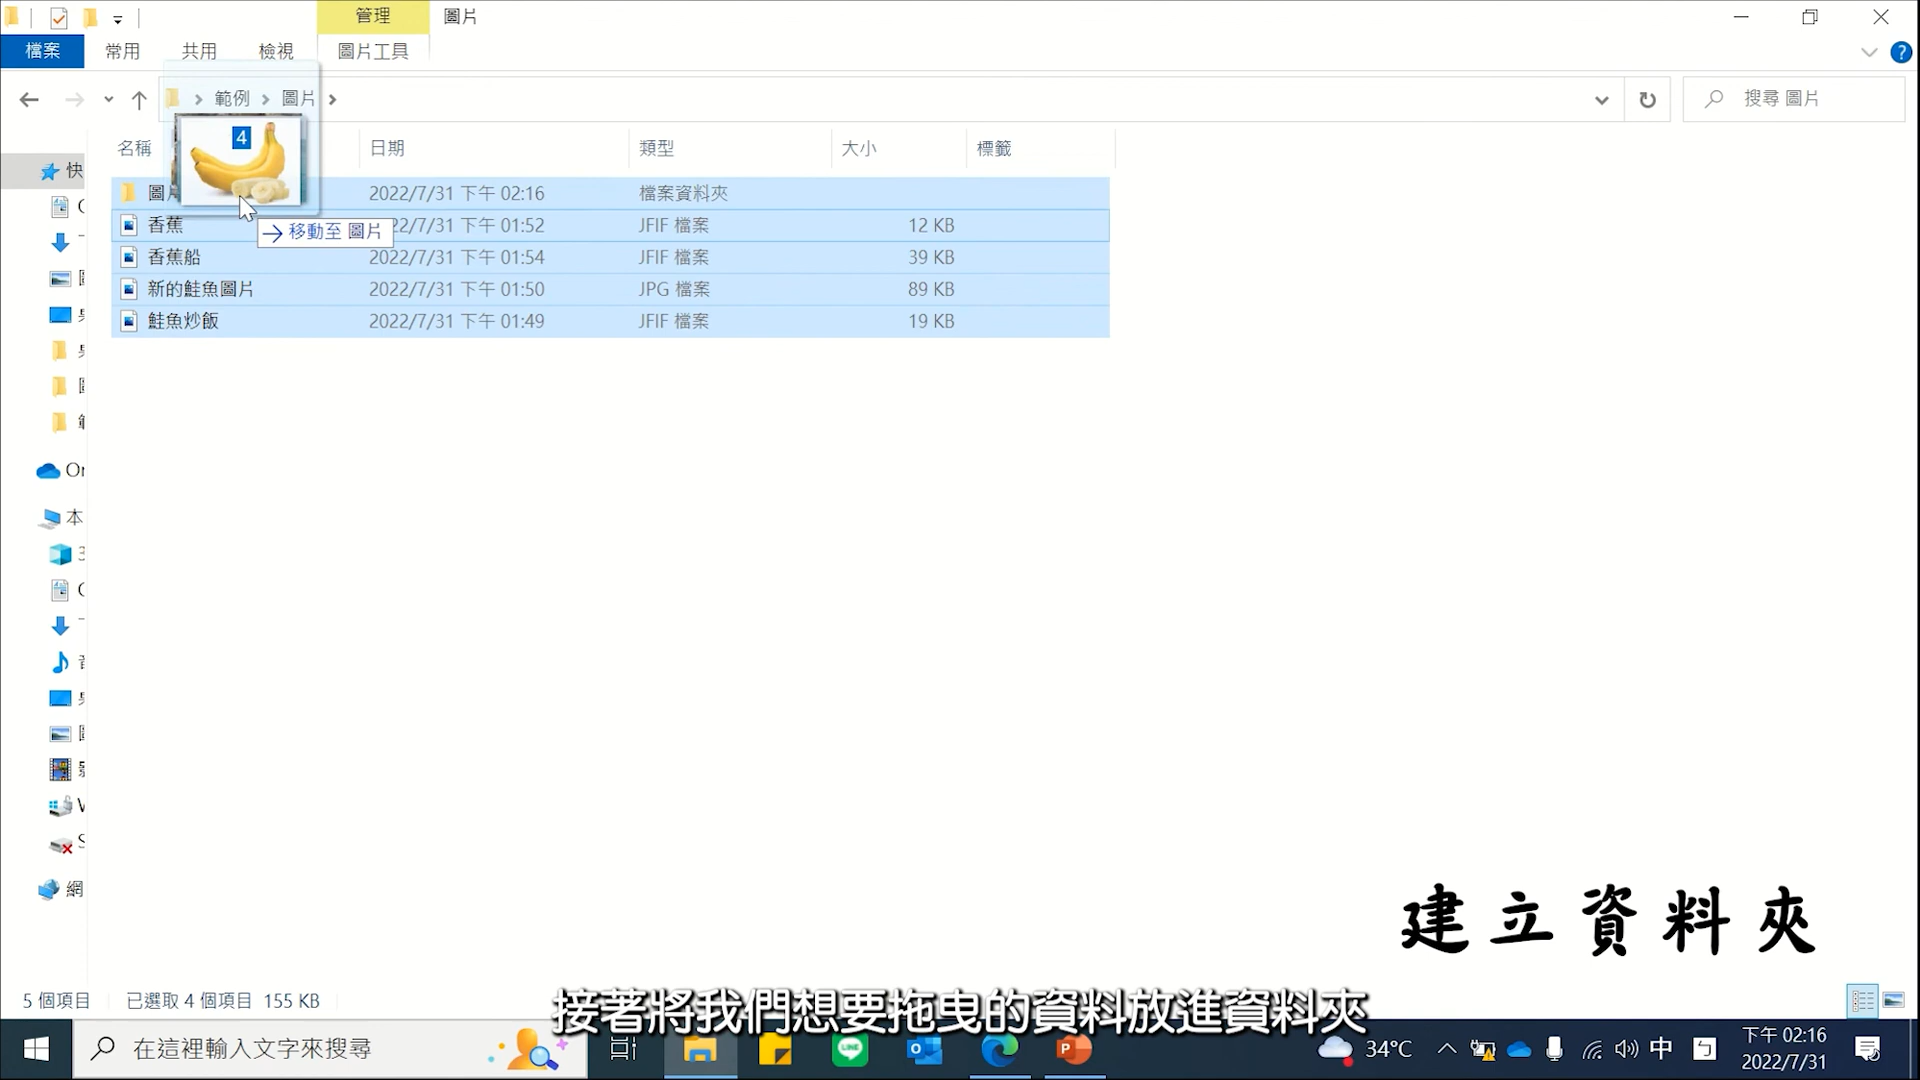 管理
圖片
檔案
常用
共用
檢視
圖片工具
範例
圖片
搜尋 圖片
名稱
日期
類型
大小
標籤
4
圖
2022/7/31 下午 02:16
檔案資料夾
香蕉
22/7/31 下午 01:52
JFIF 檔案
12 KB
移動至 圖片
香蕉船
2022/7/31 下午 01:54
JFIF 檔案
39 KB
新的鮭魚圖片
2022/7/31 下午 01:50
JPG 檔案
89 KB
鮭魚炒飯
2022/7/31 下午 01:49
JFIF 檔案
19 KB
快
本
網
建立資料夾
5 個項目
已選取 4 個項目 155 KB
接著將我們想要拖曳的資料放進資料夾
在這裡輸入文字來搜尋
34°C
中
ㄅ
下午 02:16
2022/7/31